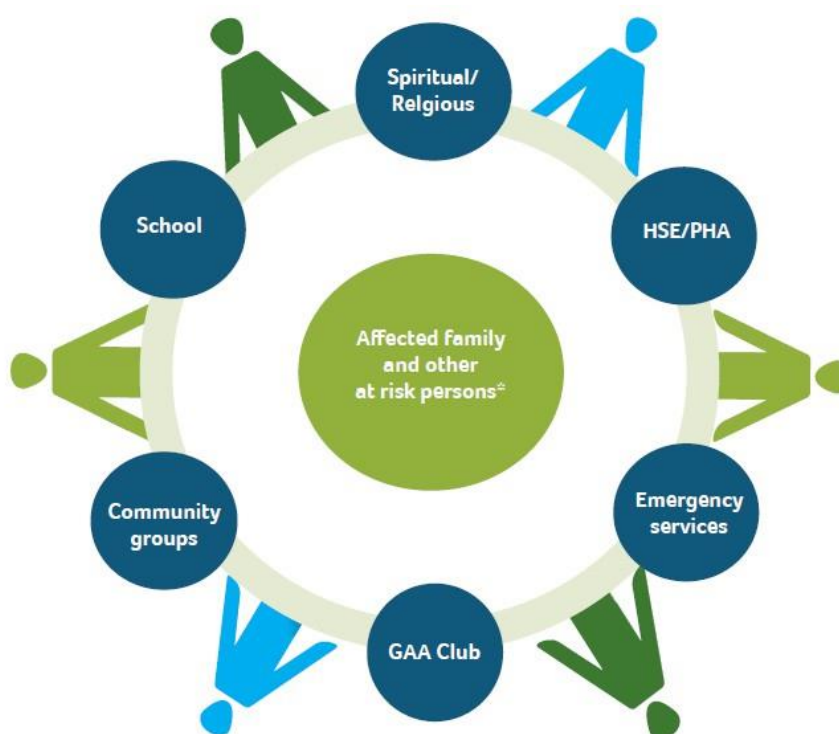 Spiritual/
Relgious
School
HSE/PHA
Affected family
and other
at risk persons*
Community
groups
Emergency
services
GAA Club